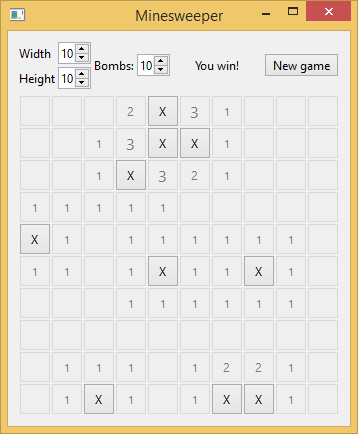 Minesweeper
Width 10
Height 10
Bombs: 10
You win!
New game
2 X 3 1
1 3 X X 1
1 X 3 2 1
1 1 1 1 1
X 1 1 1 1 1 1 1
1 1 1 X 1 1 X 1
1 1 1 1 1 1
1 1 1 1 2 2 1
1 X 1 1 X X 1